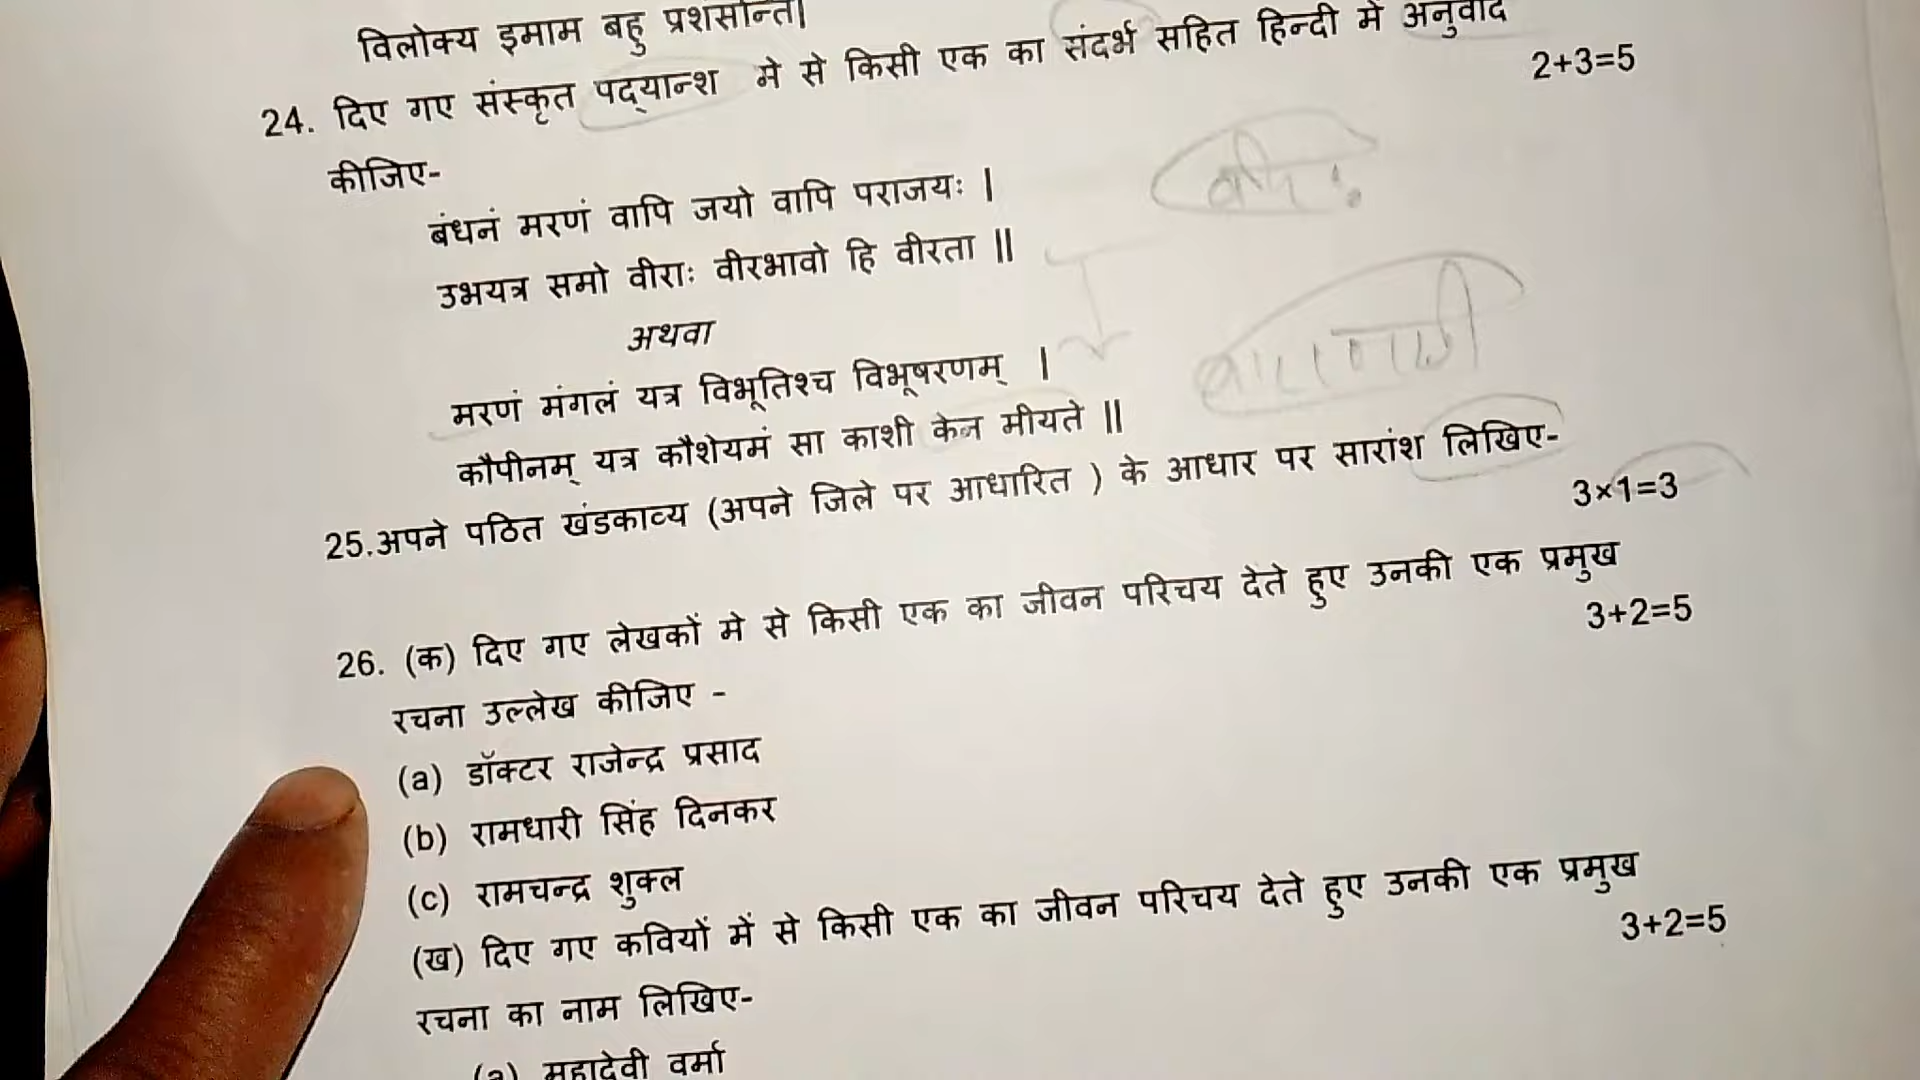 विलोक्य इमाम बहु प्रशंसन्ति।
24. दिए गए संस्कृत पद्यान्श मे से किसी एक का संदर्भ सहित हिन्दी में अनुवाद
2+3=5
कीजिए-
बंधनं मरणं वापि जयो वापि पराजयः |
उभयत्र समो वीराः वीरभावो हि वीरता ||
अथवा
मरणं मंगलं यत्र विभूतिश्च विभूषरणम् |
कौपीनम् यत्र कौशेयमं सा काशी केन मीयते ||
25.अपने पठित खंडकाव्य (अपने जिले पर आधारित ) के आधार पर सारांश लिखिए-
3×1=3
26. (क) दिए गए लेखकों मे से किसी एक का जीवन परिचय देते हुए उनकी एक प्रमुख
3+2=5
रचना उल्लेख कीजिए -
(a) डॉक्टर राजेन्द्र प्रसाद
(b) रामधारी सिंह दिनकर
(c) रामचन्द्र शुक्ल
(ख) दिए गए कवियों में से किसी एक का जीवन परिचय देते हुए उनकी एक प्रमुख
3+2=5
रचना का नाम लिखिए-
(a) महादेवी वर्मा